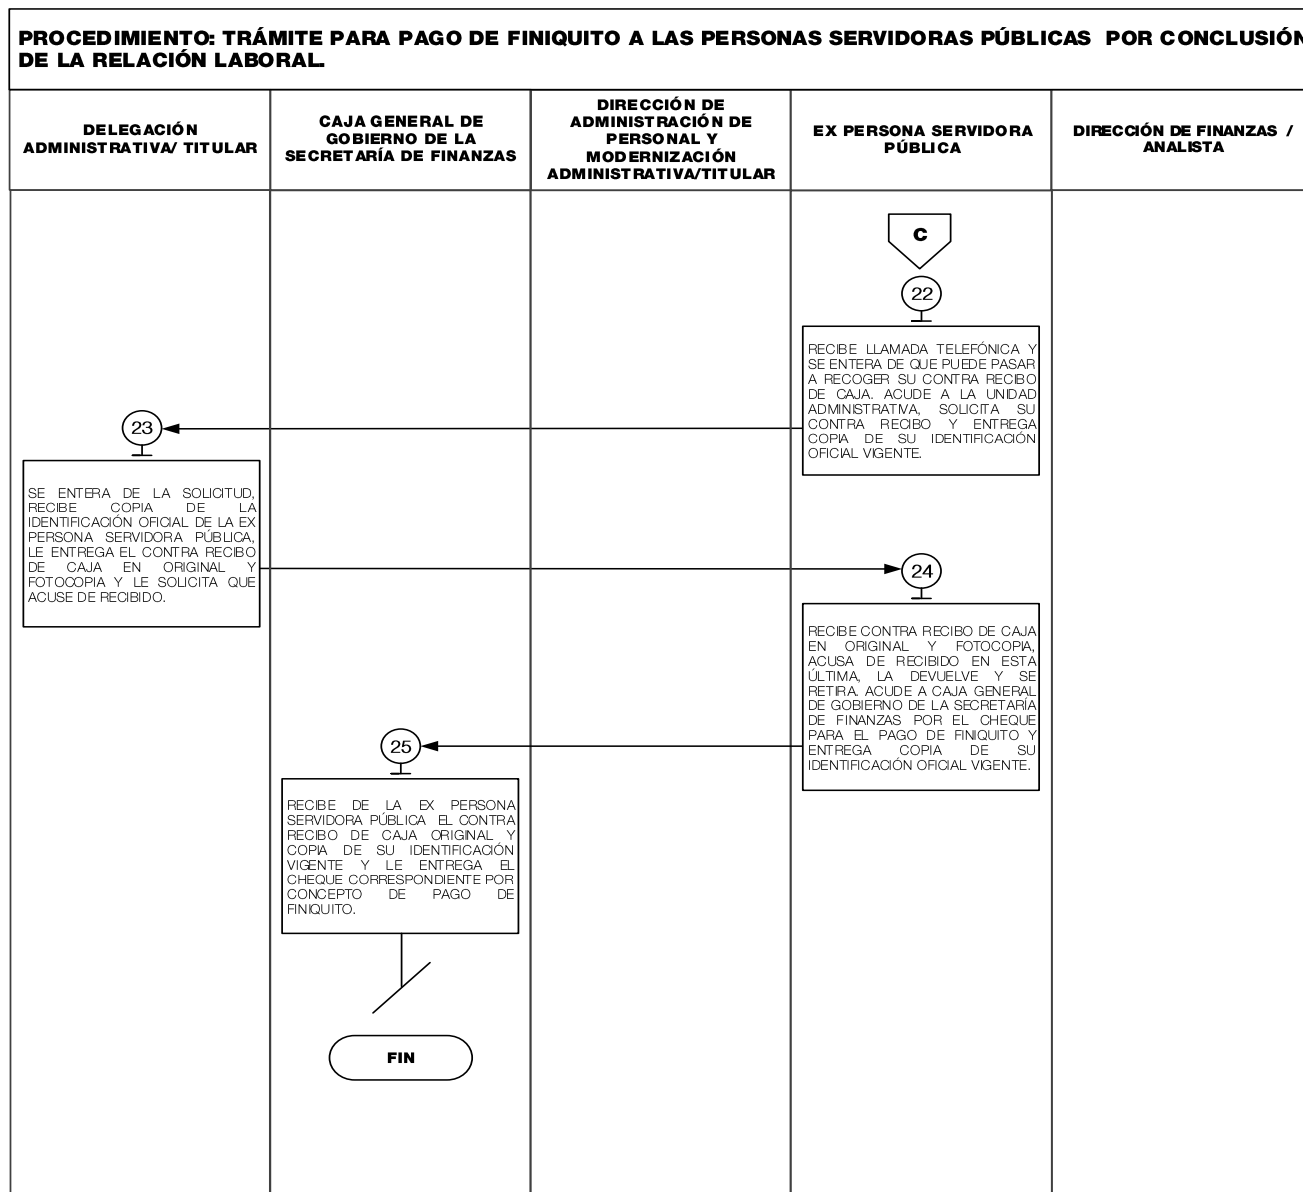 PROCEDIMIENTO: TRÁMITE PARA PAGO DE FINIQUITO A LAS PERSONAS SERVIDORAS PÚBLICAS POR CONCLUSIÓN
DE LA RELACIÓN LABORAL.
DELEGACIÓN
ADMINISTRATIVA/ TITULAR
CAJA GENERAL DE
GOBIERNO DE LA
SECRETARÍA DE FINANZAS
DIRECCIÓN DE
ADMINISTRACIÓN DE
PERSONAL Y
MODERNIZACIÓN
ADMINISTRATIVA/TITULAR
EX PERSONA SERVIDORA
PÚBLICA
DIRECCIÓN DE FINANZAS /
ANALISTA
C
22
RECIBE LLAMADA TELEFÓNICA Y
SE ENTERA DE QUE PUEDE PASAR
A RECOGER SU CONTRA RECIBO
DE CAJA. ACUDE A LA UNIDAD
ADMINISTRATIVA, SOLICITA SU
CONTRA RECIBO Y ENTREGA
COPIA DE SU IDENTIFICACIÓN
OFICIAL VIGENTE.
23
SE ENTERA DE LA SOLICITUD,
RECIBE COPIA DE LA
IDENTIFICACIÓN OFICIAL DE LA EX
PERSONA SERVIDORA PÚBLICA,
LE ENTREGA EL CONTRA RECIBO
DE CAJA EN ORIGINAL Y
FOTOCOPIA Y LE SOLICITA QUE
ACUSE DE RECIBIDO.
24
RECIBE CONTRA RECIBO DE CAJA
EN ORIGINAL Y FOTOCOPIA,
ACUSA DE RECIBIDO EN ESTA
ÚLTIMA, LA DEVUELVE Y SE
RETIRA. ACUDE A CAJA GENERAL
DE GOBIERNO DE LA SECRETARÍA
DE FINANZAS POR EL CHEQUE
PARA EL PAGO DE FINIQUITO Y
ENTREGA COPIA DE SU
IDENTIFICACIÓN OFICIAL VIGENTE.
25
RECIBE DE LA EX PERSONA
SERVIDORA PÚBLICA EL CONTRA
RECIBO DE CAJA ORIGINAL Y
COPIA DE SU IDENTIFICACIÓN
VIGENTE Y LE ENTREGA EL
CHEQUE CORRESPONDIENTE POR
CONCEPTO DE PAGO DE
FINIQUITO.
FIN